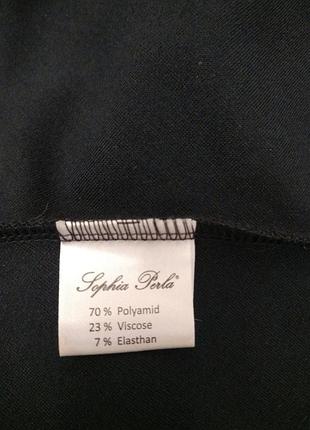 Sophia Perla®
70 % Polyamid
23 % Viscose
7 % Elasthan